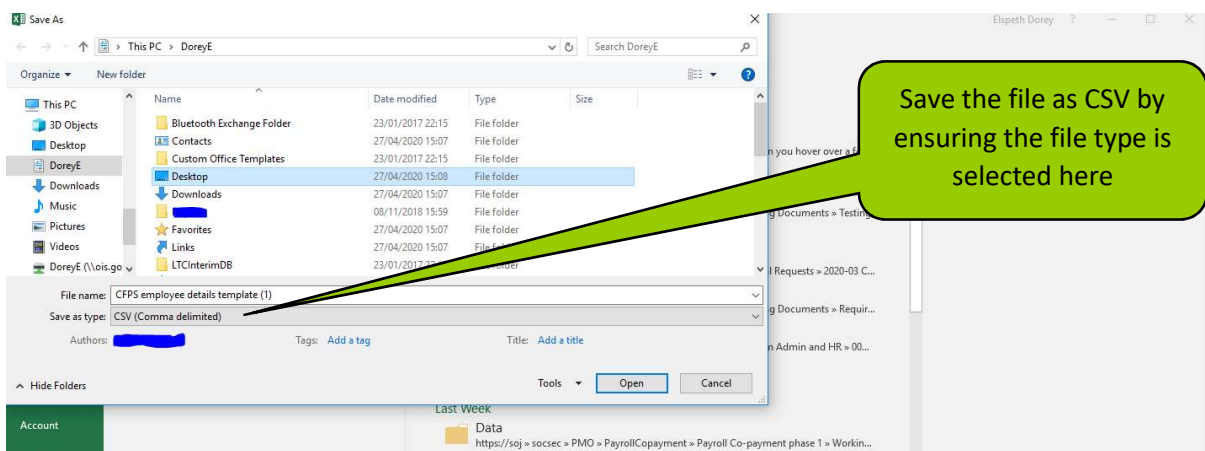 Save As
Elspeth Dorey ?
This PC > DoreyE
Search DoreyE
Organize New folder
Name Date modified Type Size
This PC
3D Objects
Desktop
DoreyE
Downloads
Music
Pictures
Videos
DoreyE (\\ois.go
Bluetooth Exchange Folder 23/01/2017 22:15 File folder
Contacts 27/04/2020 15:07 File folder
Custom Office Templates 23/01/2017 22:15 File folder
Desktop 27/04/2020 15:08 File folder
Downloads 27/04/2020 15:07 File folder
08/11/2018 15:59 File folder
Favorites 27/04/2020 15:07 File folder
Links 27/04/2020 15:07
LTCInterimDB 23/01/2017
Save the file as CSV by
ensuring the file type is
selected here
n you hover over a
g Documents » Testing
l Requests » 2020-03 C...
g Documents » Requir...
n Admin and HR » 00...
File name: CFPS employee details template (1)
Save as type: CSV (Comma delimited)
Authors: Tags: Add a tag Title: Add a title
Hide Folders Tools Open Cancel
Account
Last Week
Data
https://soj » socsec » PMO » PayrollCopayment » Payroll Co-payment phase 1 » Workin...